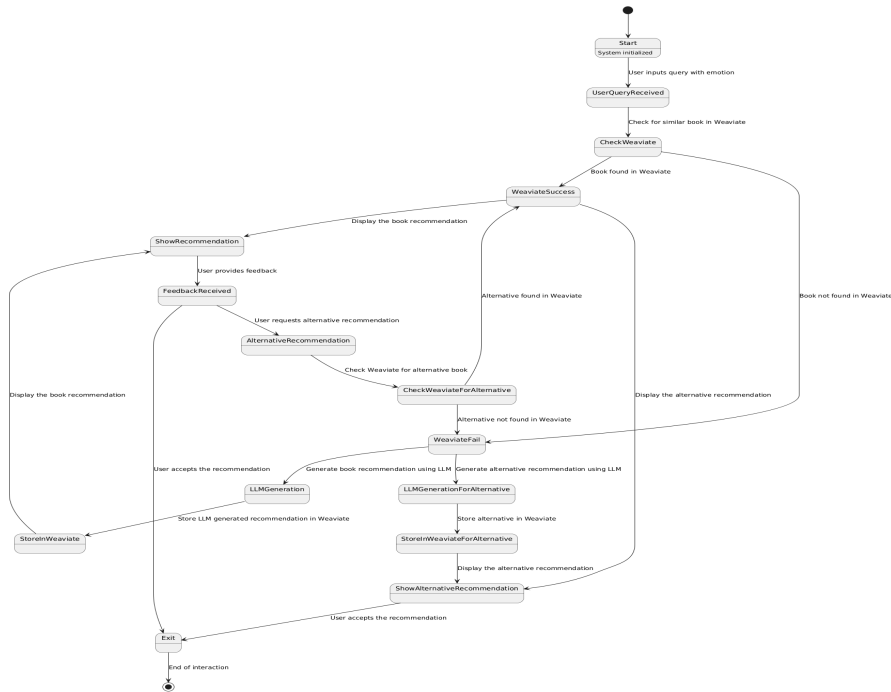 Start
System initialized
User inputs query with emotion
UserQueryReceived
Check for similar book in Weaviate
CheckWeaviate
Book found in Weaviate
WeaviateSuccess
Display the book recommendation
ShowRecommendation
User provides feedback
FeedbackReceived
Alternative found in Weaviate
Book not found in Weaviate
User requests alternative recommendation
AlternativeRecommendation
Check Weaviate for alternative book
CheckWeaviateForAlternative
Display the book recommendation
Display the alternative recommendation
Alternative not found in Weaviate
WeaviateFail
User accepts the recommendation
Generate book recommendation using LLM
Generate alternative recommendation using LLM
LLMGeneration
LLMGenerationForAlternative
Store LLM generated recommendation in Weaviate
Store alternative in Weaviate
StoreInWeaviate
StoreInWeaviateForAlternative
Display the alternative recommendation
ShowAlternativeRecommendation
User accepts the recommendation
Exit
End of interaction